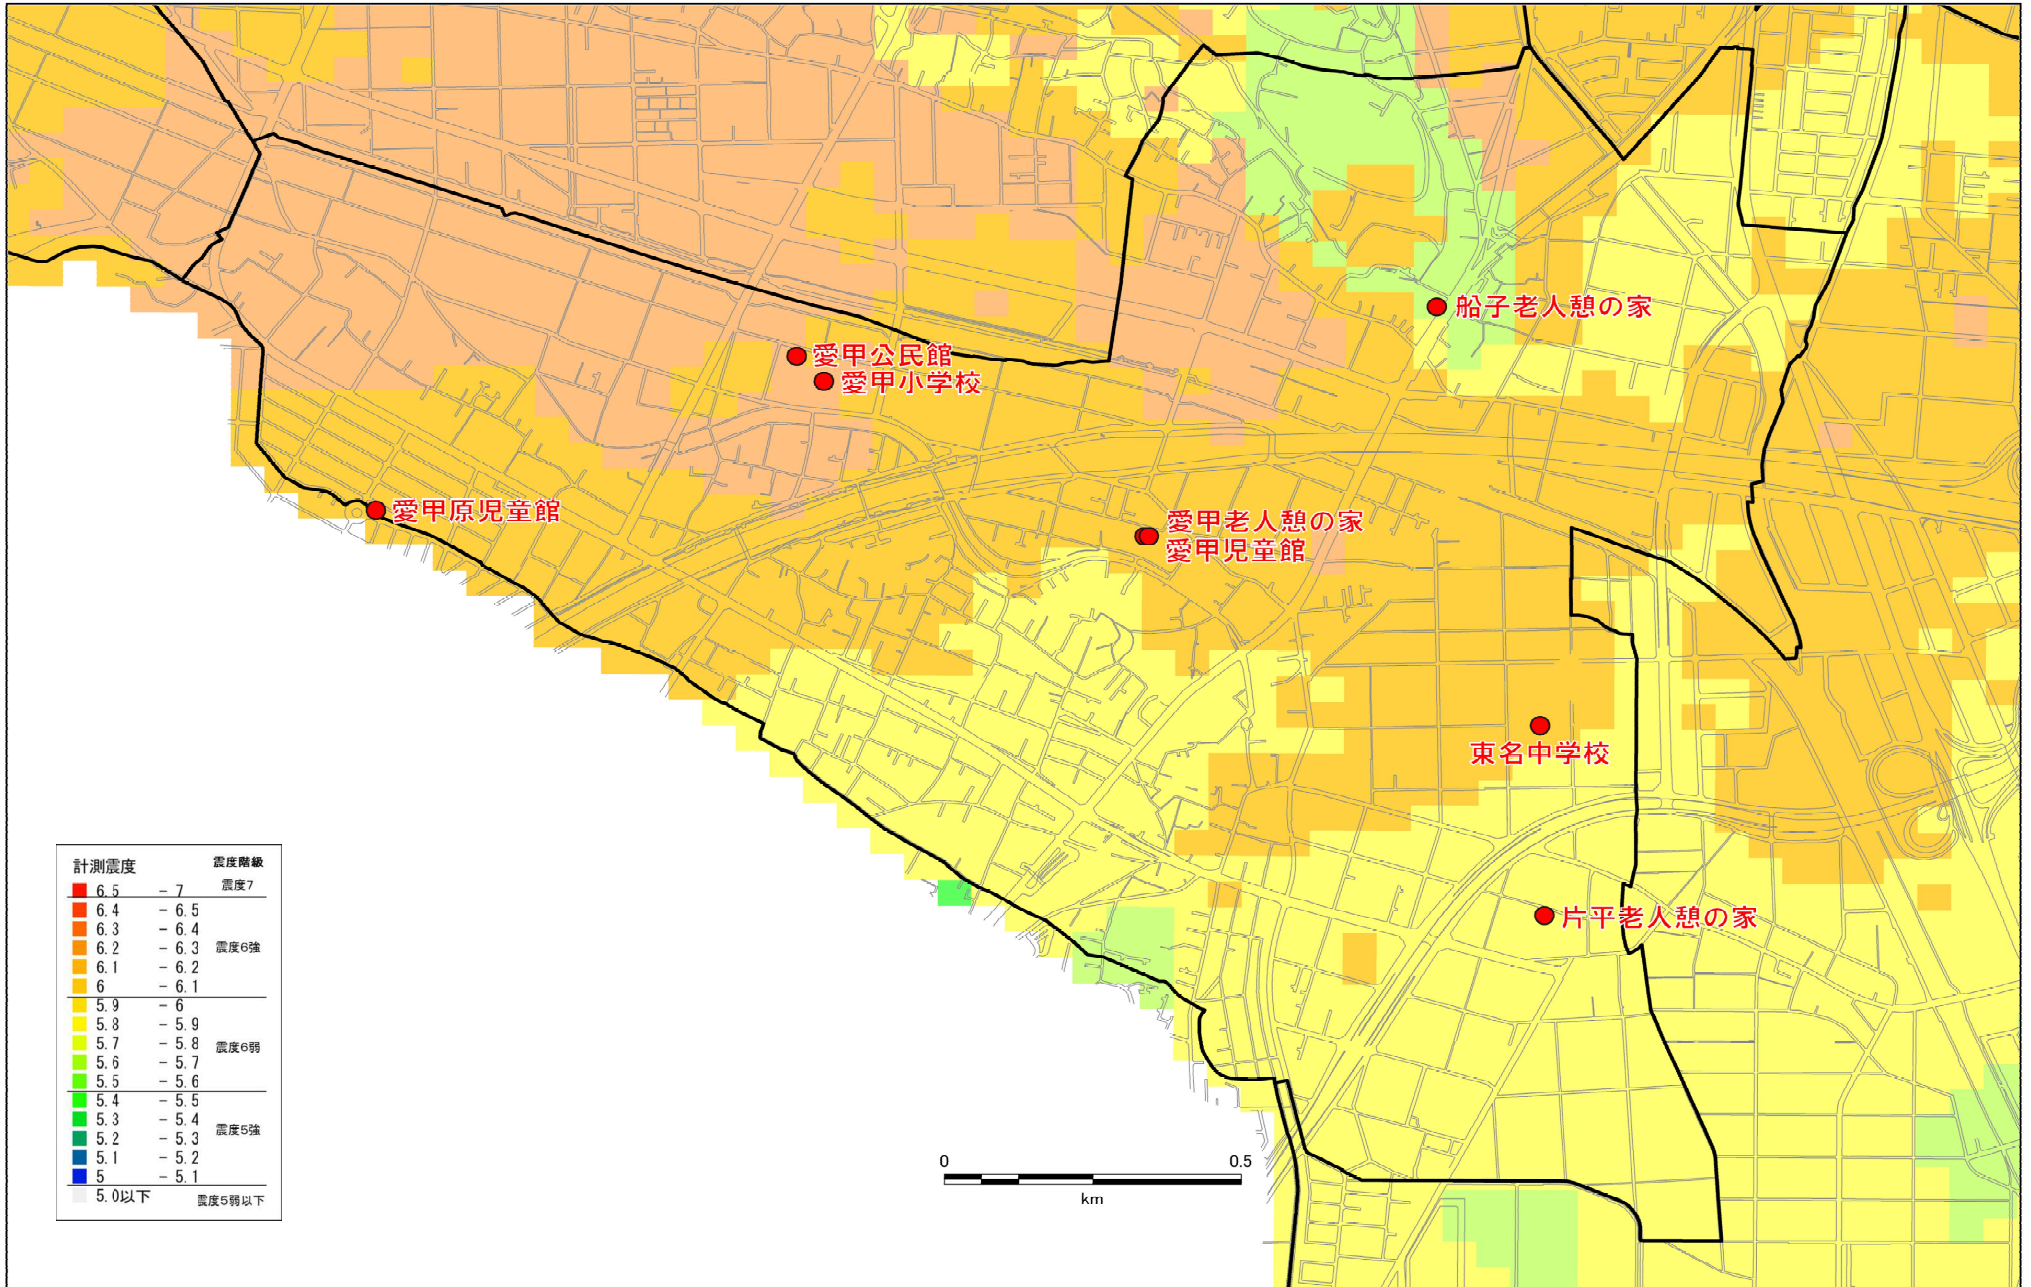 船子老人憩の家
愛甲公民館
愛甲小学校
愛甲原児童館
愛甲老人憩の家
愛甲児童館
東名中学校
片平老人憩の家
計測震度 震度階級
6.5 - 7 震度7
6.4 - 6.5
6.3 - 6.4
6.2 - 6.3 震度6強
6.1 - 6.2
6 - 6.1
5.9 - 6
5.8 - 5.9
5.7 - 5.8 震度6弱
5.6 - 5.7
5.5 - 5.6
5.4 - 5.5
5.3 - 5.4
5.2 - 5.3 震度5強
5.1 - 5.2
5 - 5.1
5.0以下 震度5弱以下
0 0.5
km